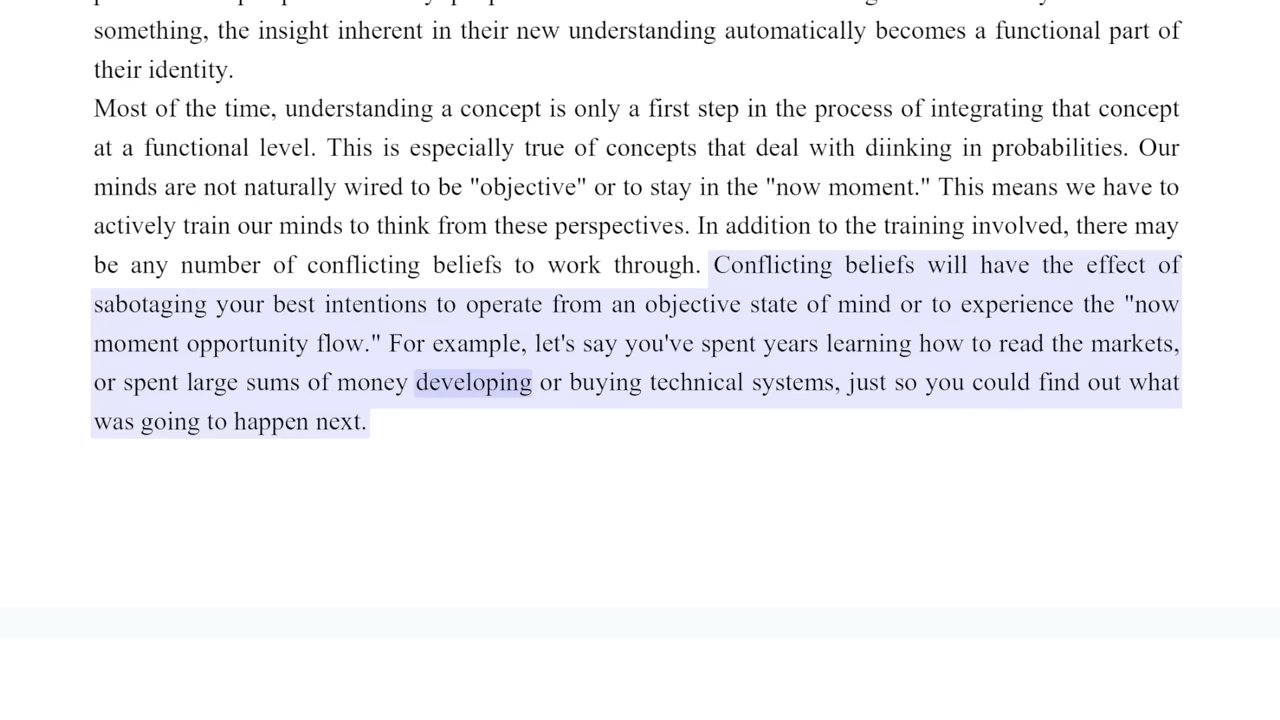 something, the insight inherent in their new understanding automatically becomes a functional part of
their identity.
Most of the time, understanding a concept is only a first step in the process of integrating that concept
at a functional level. This is especially true of concepts that deal with diinking in probabilities. Our
minds are not naturally wired to be "objective" or to stay in the "now moment." This means we have to
actively train our minds to think from these perspectives. In addition to the training involved, there may
be any number of conflicting beliefs to work through. Conflicting beliefs will have the effect of
sabotaging your best intentions to operate from an objective state of mind or to experience the "now
moment opportunity flow." For example, let's say you've spent years learning how to read the markets,
or spent large sums of money developing or buying technical systems, just so you could find out what
was going to happen next.